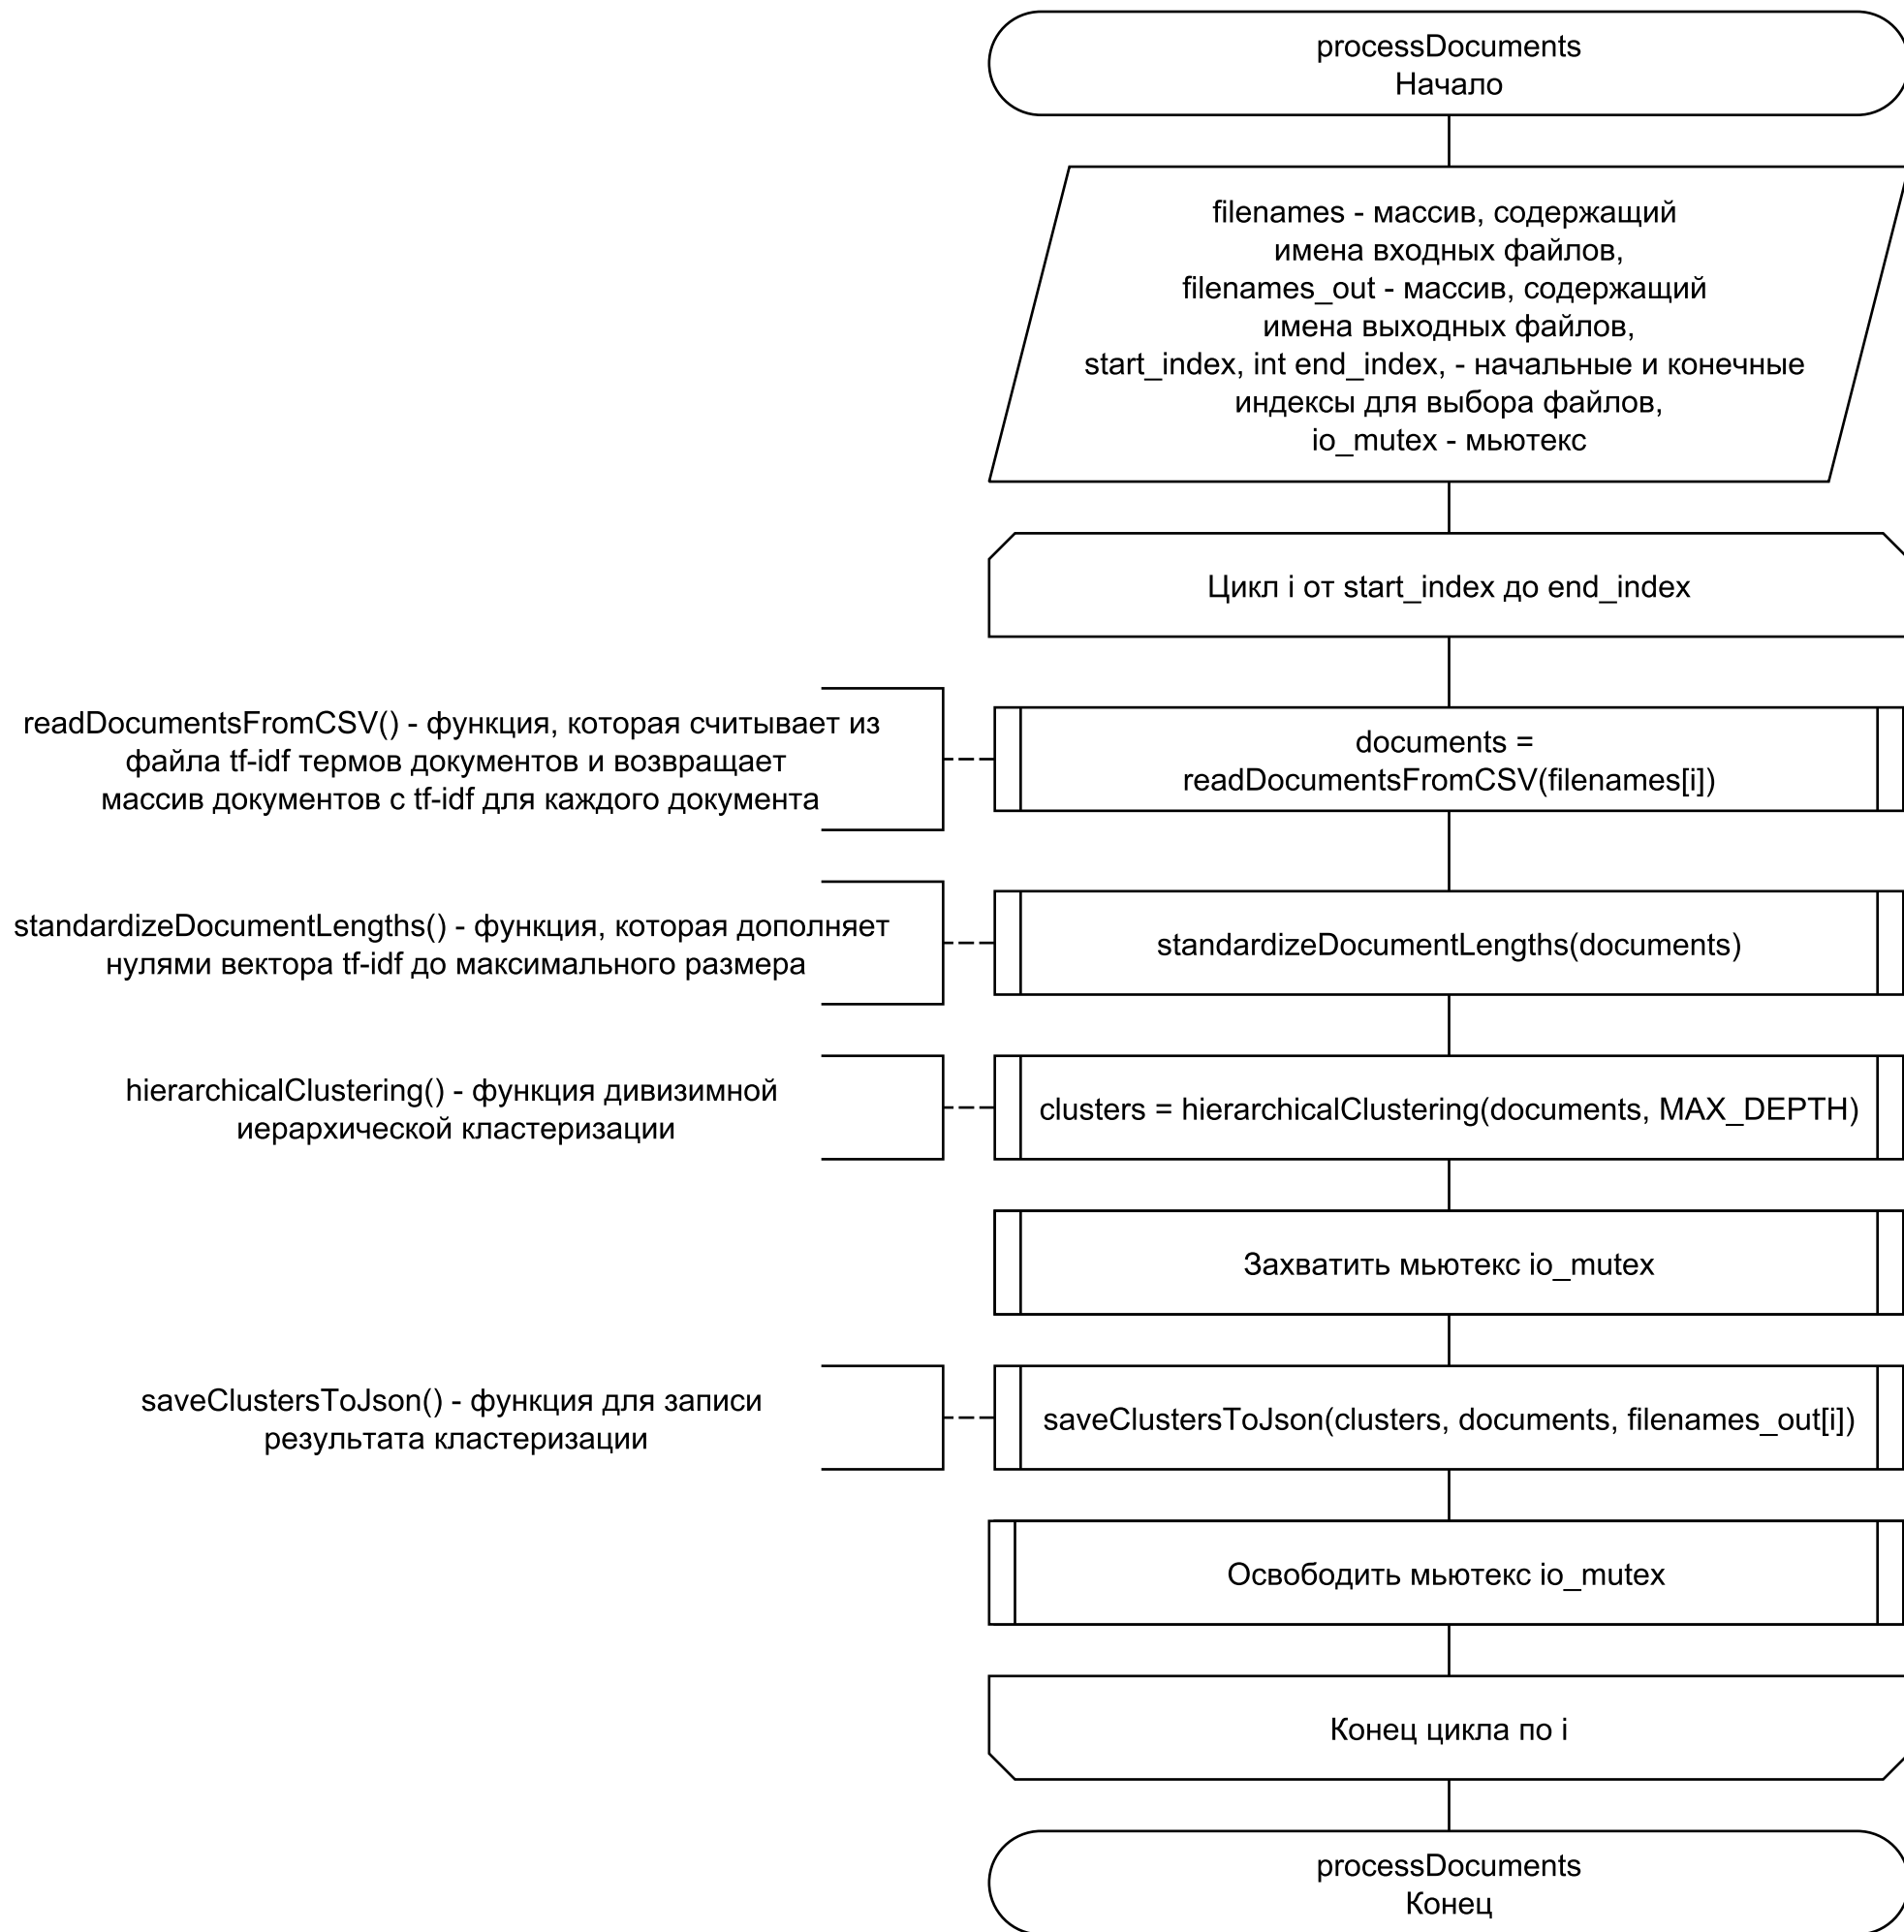 processDocuments
Начало
filenames - массив, содержащий
имена входных файлов,
filenames_out - массив, содержащий
имена выходных файлов,
start_index, int end_index, - начальные и конечные
индексы для выбора файлов,
io_mutex - мьютекс
Цикл i от start_index до end_index
readDocumentsFromCSV() - функция, которая считывает из
файла tf-idf термов документов и возвращает
массив документов с tf-idf для каждого документа
documents =
readDocumentsFromCSV(filenames[i])
standardizeDocumentLengths() - функция, которая дополняет
нулями вектора tf-idf до максимального размера
standardizeDocumentLengths(documents)
hierarchicalClustering() - функция дивизимной
иерархической кластеризации
clusters = hierarchicalClustering(documents, MAX_DEPTH)
Захватить мьютекс io_mutex
saveClustersToJson() - функция для записи
результата кластеризации
saveClustersToJson(clusters, documents, filenames_out[i])
Освободить мьютекс io_mutex
Конец цикла по i
processDocuments
Конец